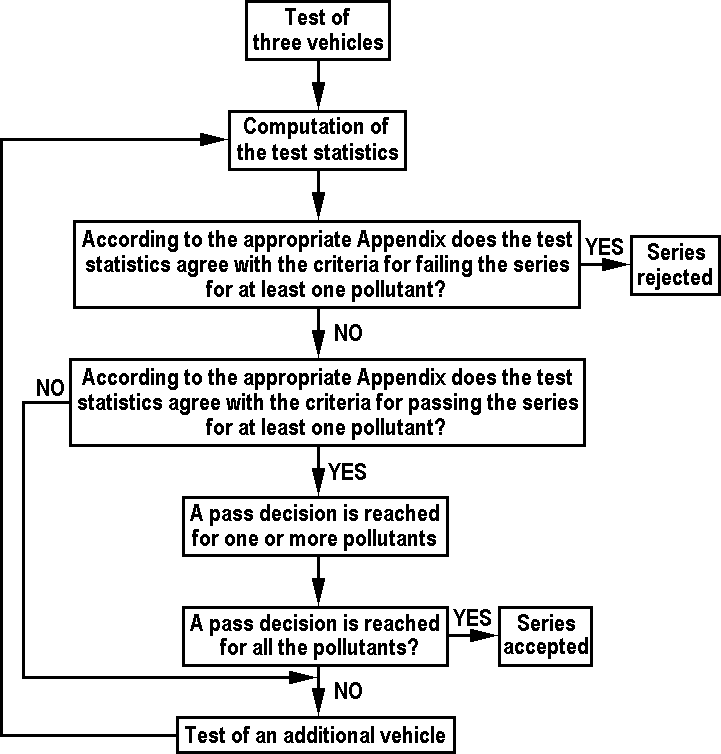 Test of
three vehicles
Computation of
the test statistics
According to the appropriate Appendix does the test
statistics agree with the criteria for failing the series
for at least one pollutant?
YES
Series
rejected
NO
According to the appropriate Appendix does the test
statistics agree with the criteria for passing the series
for at least one pollutant?
NO
YES
A pass decision is reached
for one or more pollutants
A pass decision is reached
for all the pollutants?
YES
Series
accepted
NO
Test of an additional vehicle